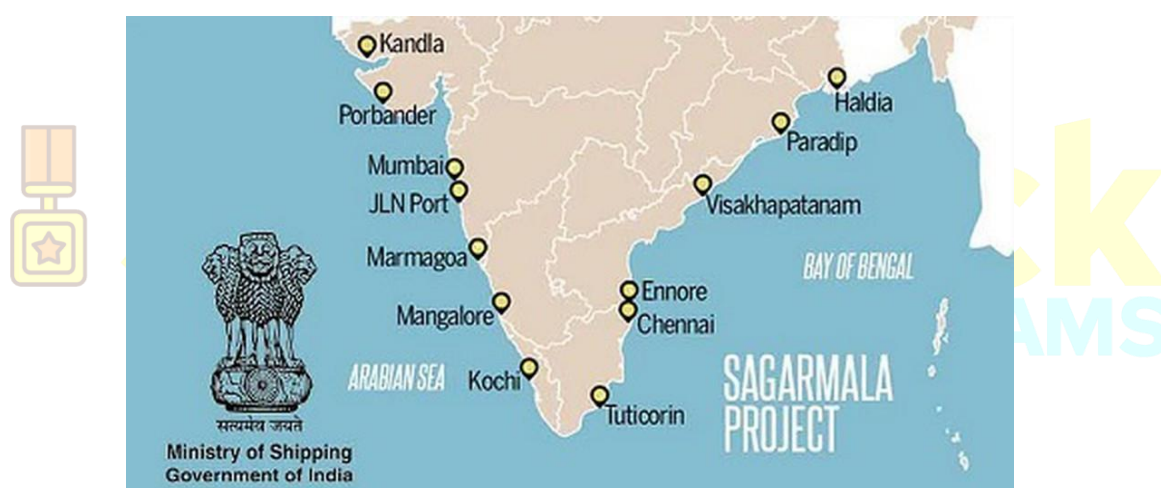 Kandla
Porbander
Haldia
Paradip
Mumbai
JLN Port
Visakhapatanam
Marmagoa
BAY OF BENGAL
Ennore
Mangalore
Chennai
ARABIAN SEA
Kochi
SAGARMALA
PROJECT
Tuticorin
सत्यमेव जयते
Ministry of Shipping
Government of India